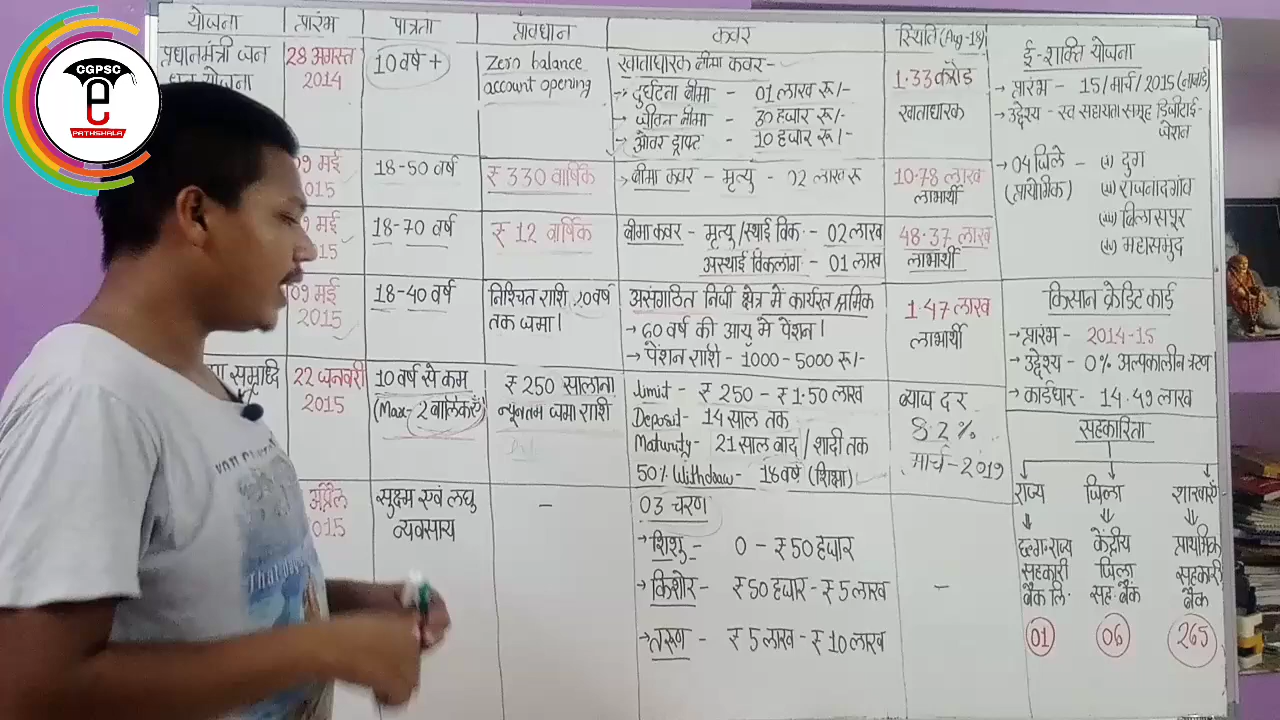 CGPSC
e
PATHSHALA
योजना
प्रारंभ
पात्रता
प्रावधान
कवर
स्थिति (Aug-18)
प्रधानमंत्री जन
धन योजना
28 अगस्त
2014
10 वर्ष +
Zero balance
account opening
खाताधारक बीमा कवर -
→ दुर्घटना बीमा - 01 लाख रू/-
→ जीवन बीमा - 30 हजार रू/-
→ ओवर ड्राफ्ट - 10 हजार रू/-
1.33 करोड
खाताधारक
09 मई
2015
18-50 वर्ष
₹ 330 वार्षिक
→ बीमा कवर - मृत्यु - 02 लाख रू
10.78 लाख
लाभार्थी
मई
2015
18-70 वर्ष
₹ 12 वार्षिक
बीमा कवर - मृत्यु/स्थाई विक. - 02 लाख
अस्थाई विकलांग - 01 लाख
48.37 लाख
लाभार्थी
09 मई
2015
18-40 वर्ष
निश्चित राशि 20 वर्ष
तक जमा।
असंगठित निजी क्षेत्र में कार्यरत श्रमिक
→ 60 वर्ष की आयु में पेंशन।
→ पेंशन राशि - 1000 - 5000 रू/-
1.47 लाख
लाभार्थी
समृद्धि
22 जनवरी
2015
10 वर्ष से कम
(Max- 2 बालिकाएँ)
₹ 250 सालाना
न्यूनतम जमा राशि
Limit - ₹ 250 - ₹ 1.50 लाख
Deposit - 14 साल तक
Maturity - 21 साल बाद / शादी तक
50% Withdraw - 18 वर्ष (शिक्षा)
ब्याज दर
8.2 %
मार्च - 2019
अप्रैल
2015
सूक्ष्म एवं लघु
व्यवसाय
-
03 चरण
→ शिशु - 0 - ₹ 50 हजार
→ किशोर - ₹ 50 हजार - ₹ 5 लाख
→ तरूण - ₹ 5 लाख - ₹ 10 लाख
-
ई-शक्ति योजना
→ प्रारंभ - 15/मार्च/2015 (नाबार्ड)
→ उद्देश्य - स्व सहायता समूह डिजीटाई-
जेशन
→ 04 जिले - (i) दुर्ग
(प्रायोगिक) (ii) राजनांदगांव
(iii) बिलासपुर
(iv) महासमुंद
किसान क्रेडिट कार्ड
→ प्रारंभ - 2014-15
→ उद्देश्य - 0% अल्पकालीन ऋण
→ कार्डधार - 14.49 लाख
सहकारिता
राज्य जिला शाखाएँ
छ.ग. राज्य केंद्रीय प्राथमिक
सहकारी जिला सहकारी
बैंक लि. सह. बैंक बैंक
01 06 265